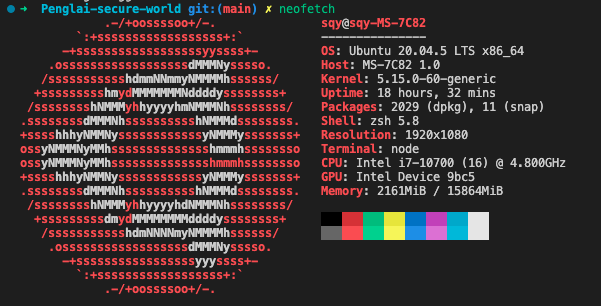 ➜ Penglai-secure-world git:(main) ✗ neofetch
.-/+oossssoo+/-.
`:+ssssssssssssssssss+:`
-+ssssssssssssssssssyyssss+-
.ossssssssssssssssssdMMMNysssso.
/ssssssssssshdmmNNmmyNMMMMhssssss/
+ssssssssshmydMMMMMMMNddddyssssssss+
/sssssssshNMMMyhhyyyyhmNMMMNhssssssss/
.ssssssssdMMMNhsssssssssshNMMMdssssssss.
+sssshhhyNMMNyssssssssssssyNMMMysssssss+
ossyNMMMNyMMhsssssssssssssshmmmhssssssso
ossyNMMMNyMMhsssssssssssssshmmmhssssssso
+sssshhhyNMMNyssssssssssssyNMMMysssssss+
.ssssssssdMMMNhsssssssssshNMMMdssssssss.
/sssssssshNMMMyhhyyyyhdNMMMNhssssssss/
+sssssssssdmydMMMMMMMMddddyssssssss+
/ssssssssssshdmNNNNmyNMMMMhssssss/
.ossssssssssssssssssdMMMNysssso.
-+sssssssssssssssssyyyssss+-
`:+ssssssssssssssssss+:`
.-/+oossssoo+/-.
sqy@sqy-MS-7C82
---------------
OS: Ubuntu 20.04.5 LTS x86_64
Host: MS-7C82 1.0
Kernel: 5.15.0-60-generic
Uptime: 18 hours, 32 mins
Packages: 2029 (dpkg), 11 (snap)
Shell: zsh 5.8
Resolution: 1920x1080
Terminal: node
CPU: Intel i7-10700 (16) @ 4.800GHz
GPU: Intel Device 9bc5
Memory: 2161MiB / 15864MiB